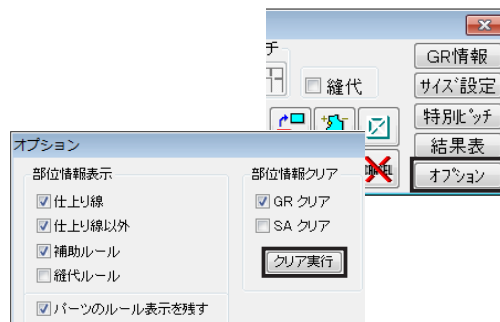 チ
縫代
GR情報
サイズ設定
特別ピッチ
結果表
オプション
オプション
部位情報表示
仕上り線
仕上り線以外
補助ルール
縫代ルール
パーツのルール表示を残す
部位情報クリア
GR クリア
SA クリア
クリア実行